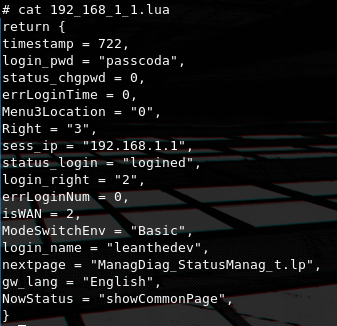 # cat 192_168_1_1.lua
return {
timestamp = 722,
login_pwd = "passcoda",
status_chgpwd = 0,
errLoginTime = 0,
Menu3Location = "0",
Right = "3",
sess_ip = "192.168.1.1",
status_login = "logined",
login_right = "2",
errLoginNum = 0,
isWAN = 2,
ModeSwitchEnv = "Basic",
login_name = "leanthedev",
nextpage = "ManagDiag_StatusManag_t.lp",
gw_lang = "English",
NowStatus = "showCommonPage",
}